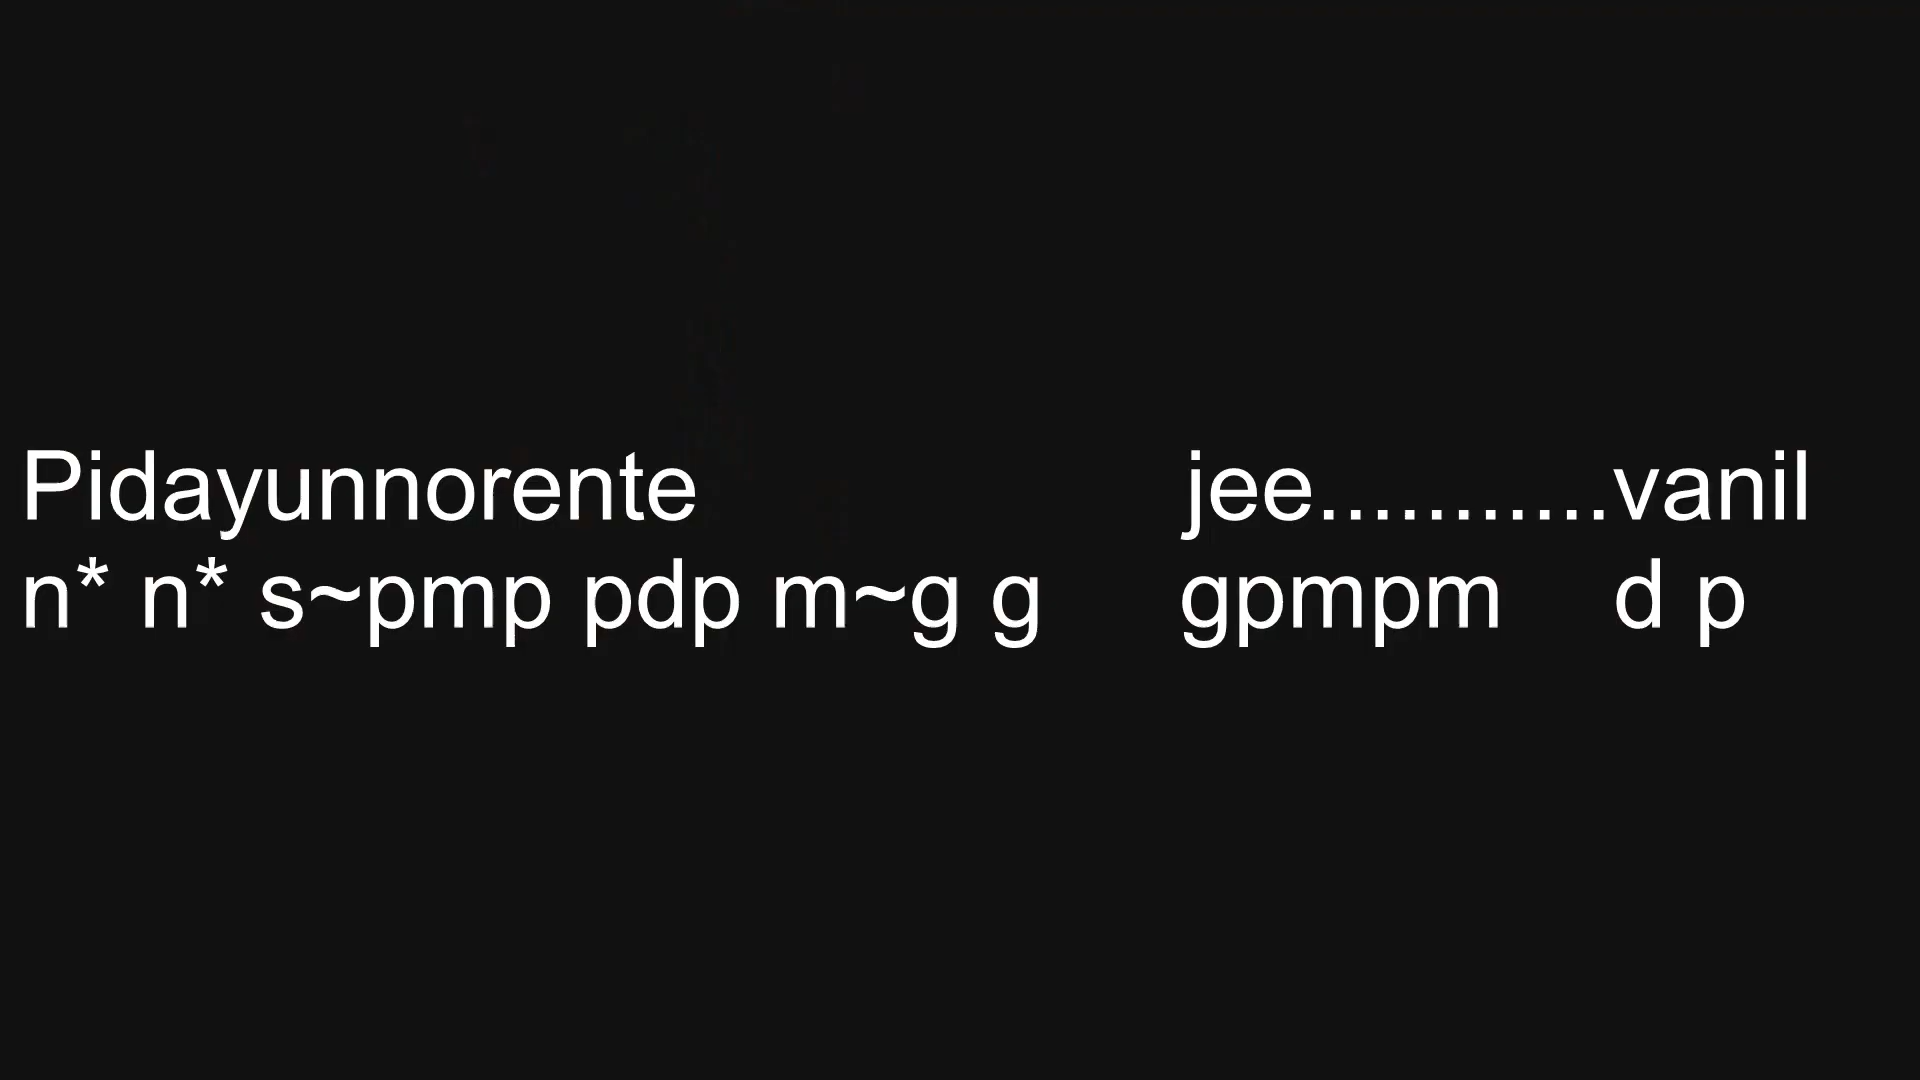 Pidayunnorente jee...........vanil
n* n* s~pmp pdp m~g g gpmpm d p